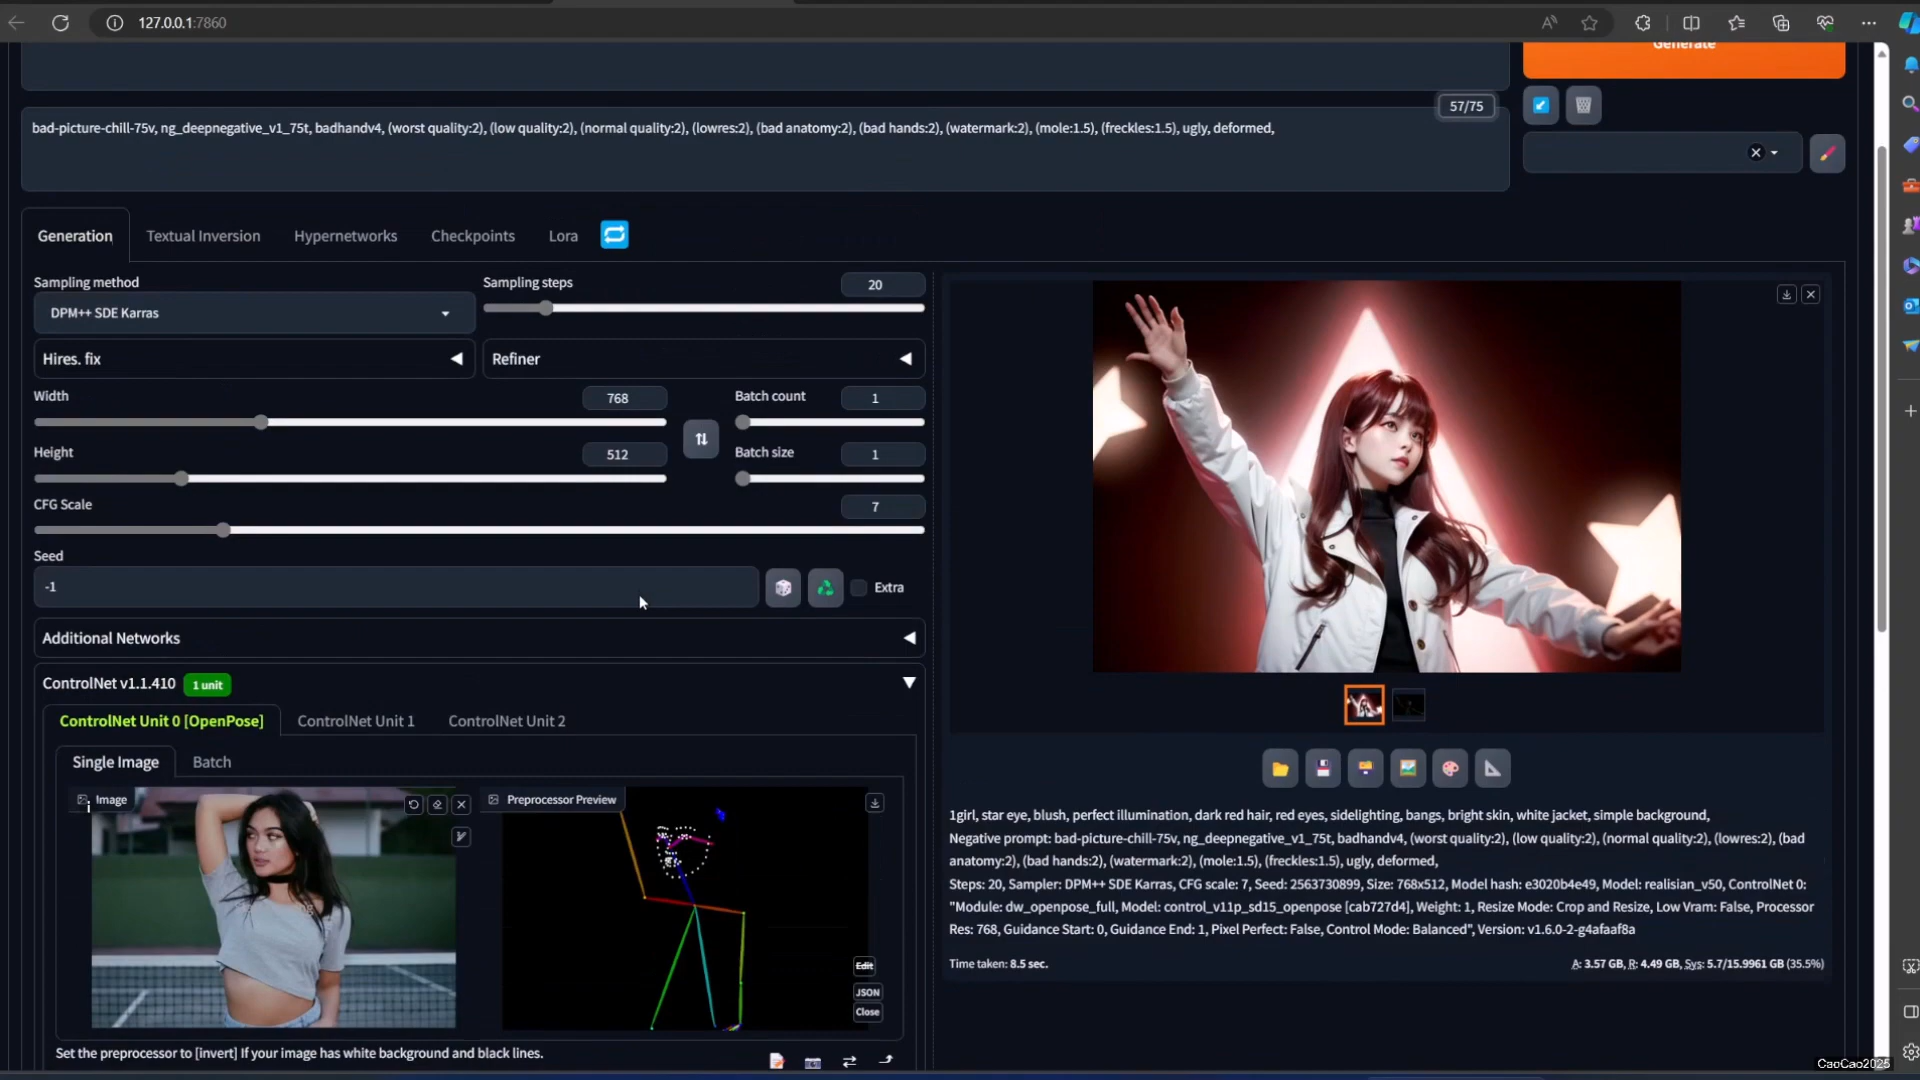 127.0.0.1:7860
Generate
57/75
bad-picture-chill-75v, ng_deepnegative_v1_75t, badhandv4, (worst quality:2), (low quality:2), (normal quality:2), (lowres:2), (bad anatomy:2), (bad hands:2), (watermark:2), (mole:1.5), (freckles:1.5), ugly, deformed,
Generation Textual Inversion Hypernetworks Checkpoints Lora
Sampling method Sampling steps 20
DPM++ SDE Karras
Hires. fix Refiner
Width 768 Batch count 1
Height 512 Batch size 1
CFG Scale 7
Seed
-1 Extra
Additional Networks
ControlNet v1.1.410 1 unit
ControlNet Unit 0 [OpenPose] ControlNet Unit 1 ControlNet Unit 2
Single Image Batch
Image Preprocessor Preview
Edit
JSON
Close
Set the preprocessor to [invert] If your image has white background and black lines.
1girl, star eye, blush, perfect illumination, dark red hair, red eyes, sidelighting, bangs, bright skin, white jacket, simple background,
Negative prompt: bad-picture-chill-75v, ng_deepnegative_v1_75t, badhandv4, (worst quality:2), (low quality:2), (normal quality:2), (lowres:2), (bad
anatomy:2), (bad hands:2), (watermark:2), (mole:1.5), (freckles:1.5), ugly, deformed,
Steps: 20, Sampler: DPM++ SDE Karras, CFG scale: 7, Seed: 2563730899, Size: 768x512, Model hash: e3020b4e49, Model: realisian_v50, ControlNet 0:
"Module: dw_openpose_full, Model: control_v11p_sd15_openpose [cab727d4], Weight: 1, Resize Mode: Crop and Resize, Low Vram: False, Processor
Res: 768, Guidance Start: 0, Guidance End: 1, Pixel Perfect: False, Control Mode: Balanced", Version: v1.6.0-2-g4afaaf8a
Time taken: 8.5 sec. A: 3.57 GB, R: 4.49 GB, Sys: 5.7/15.9961 GB (35.5%)
CaoCao2025